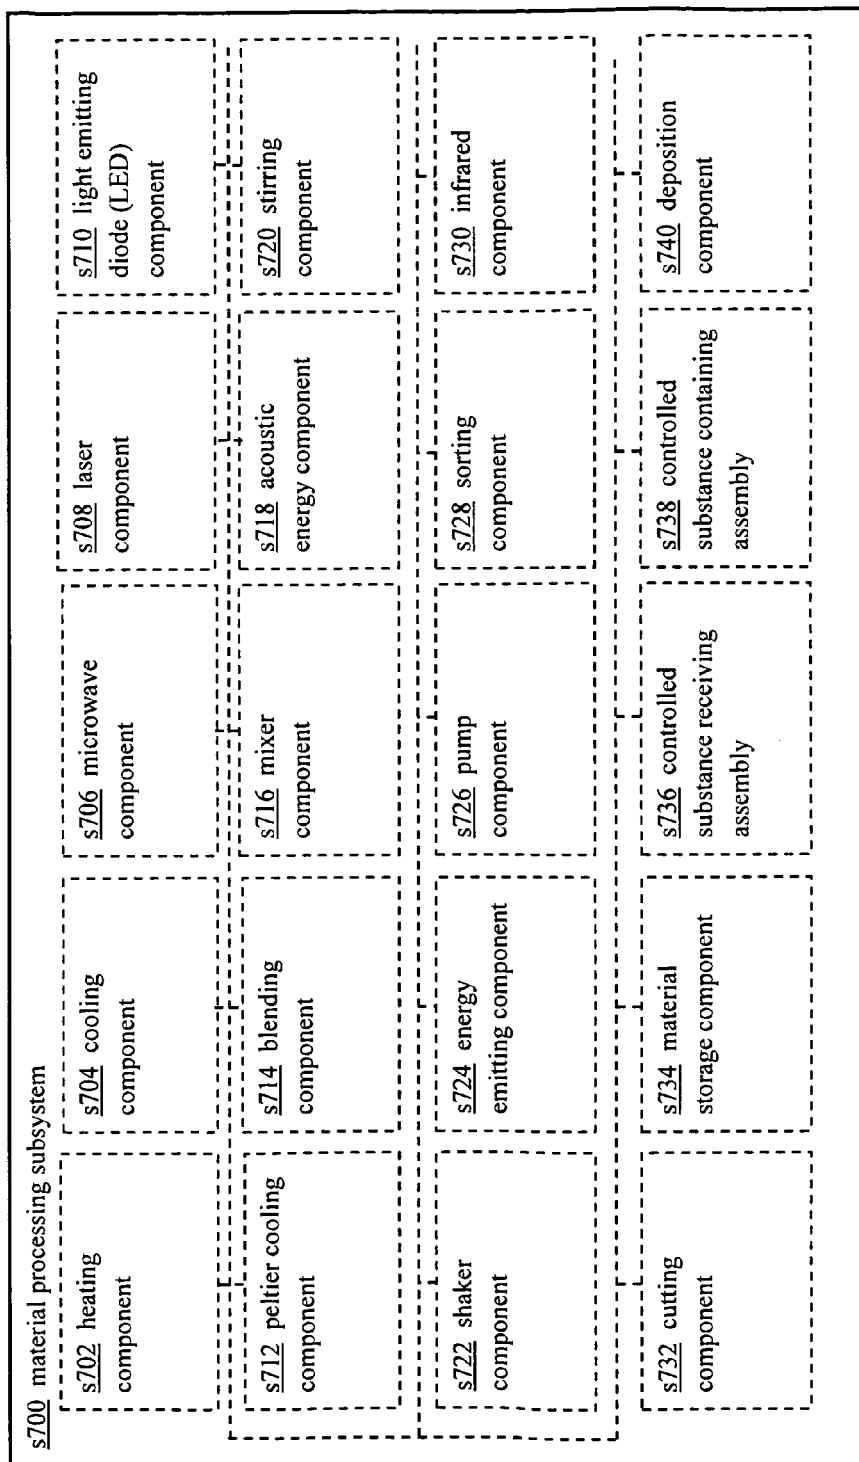 s700 material processing subsystem
s702 heating
component
s704 cooling
component
s706 microwave
component
s708 laser
component
s710 light emitting
diode (LED)
component
s712 peltier cooling
component
s714 blending
component
s716 mixer
component
s718 acoustic
energy component
s720 stirring
component
s722 shaker
component
s724 energy
emitting component
s726 pump
component
s728 sorting
component
s730 infrared
component
s732 cutting
component
s734 material
storage component
s736 controlled
substance receiving
assembly
s738 controlled
substance containing
assembly
s740 deposition
component